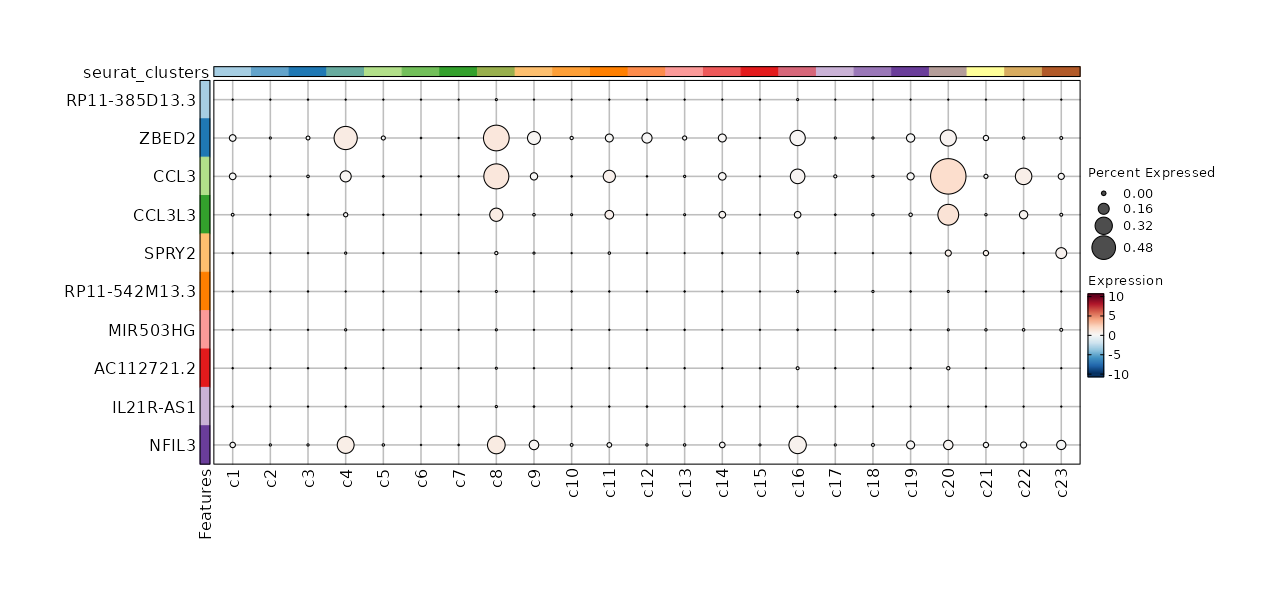 seurat_clusters
RP11-385D13.3
ZBED2
CCL3
CCL3L3
SPRY2
RP11-542M13.3
MIR503HG
AC112721.2
IL21R-AS1
NFIL3
Features
c1
c2
c3
c4
c5
c6
c7
c8
c9
c10
c11
c12
c13
c14
c15
c16
c17
c18
c19
c20
c21
c22
c23
Percent Expressed
0.00
0.16
0.32
0.48
Expression
10
5
0
-5
-10